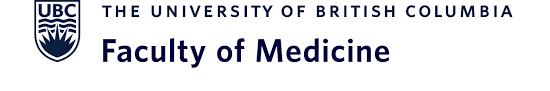 UBC
THE UNIVERSITY OF BRITISH COLUMBIA
Faculty of Medicine